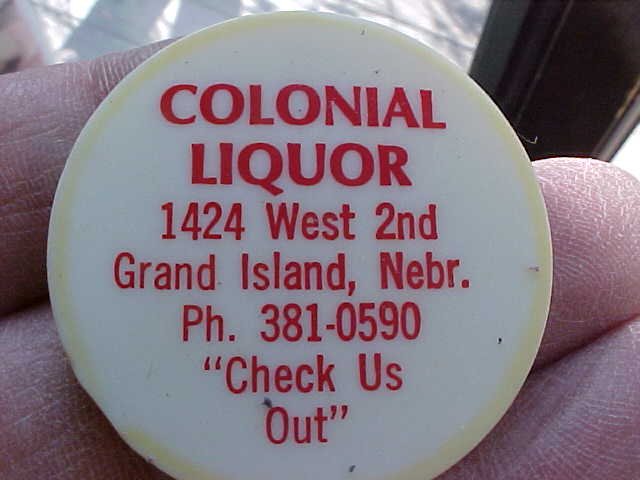 COLONIAL
LIQUOR
1424 West 2nd
Grand Island, Nebr.
Ph. 381-0590
“Check Us
Out”